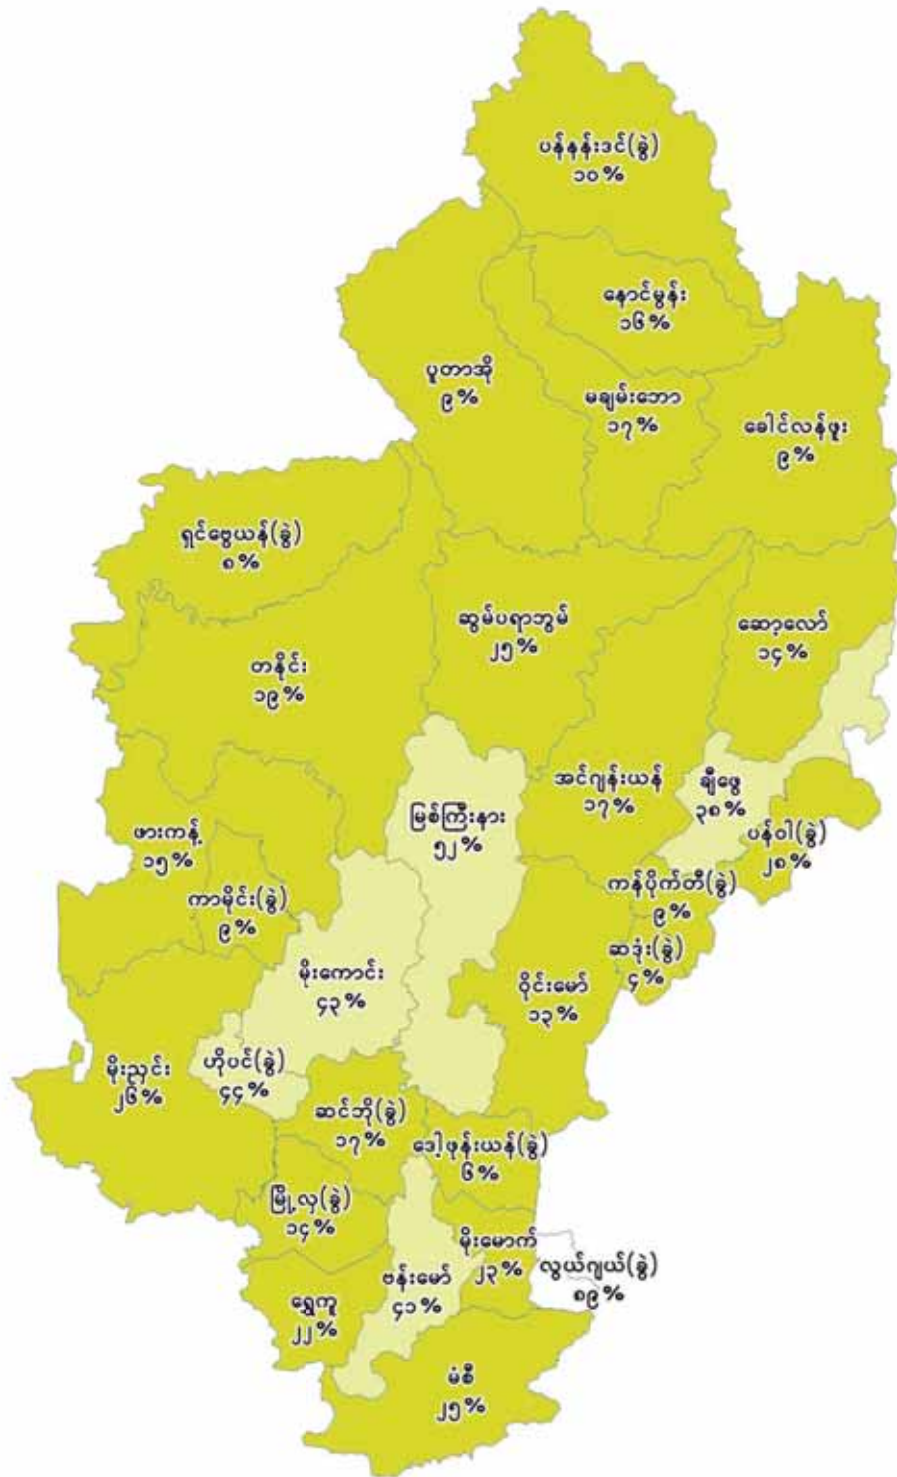 ပန်နန်းဒင်(ခွဲ)
၁၀%
နောင်မွန်း
၁၆%
ပူတာအို
၉%
မချမ်းဘော
၁၇%
ခေါင်လန်ဖူး
၉%
ရှင်ဗွေယန်(ခွဲ)
၈%
ဆွမ်ပရာဘွမ်
၂၅%
ဆော့လော်
၁၄%
တနိုင်း
၁၉%
အင်ဂျန်းယန်
၁၇%
ချီဖွေ
၃၈%
မြစ်ကြီးနား
၅၂%
ပန်ဝါ(ခွဲ)
၂၈%
ဖားကန့်
၁၅%
ကာမိုင်း(ခွဲ)
၉%
ကန်ပိုက်တီ(ခွဲ)
၉%
ဆဒုံး(ခွဲ)
၄%
မိုးကောင်း
၄၃%
ဝိုင်းမော်
၁၃%
ဟိုပင်(ခွဲ)
၄၄%
မိုးညှင်း
၂၆%
ဆင်ဘို(ခွဲ)
၁၇%
ဒေါ့ဖုန်းယန်(ခွဲ)
၆%
မြို့လှ(ခွဲ)
၁၄%
မိုးမောက်
၂၃%
လွယ်ဂျယ်(ခွဲ)
၈၉%
ဗန်းမော်
၄၁%
ရွှေကူ
၂၂%
မံစီ
၂၅%